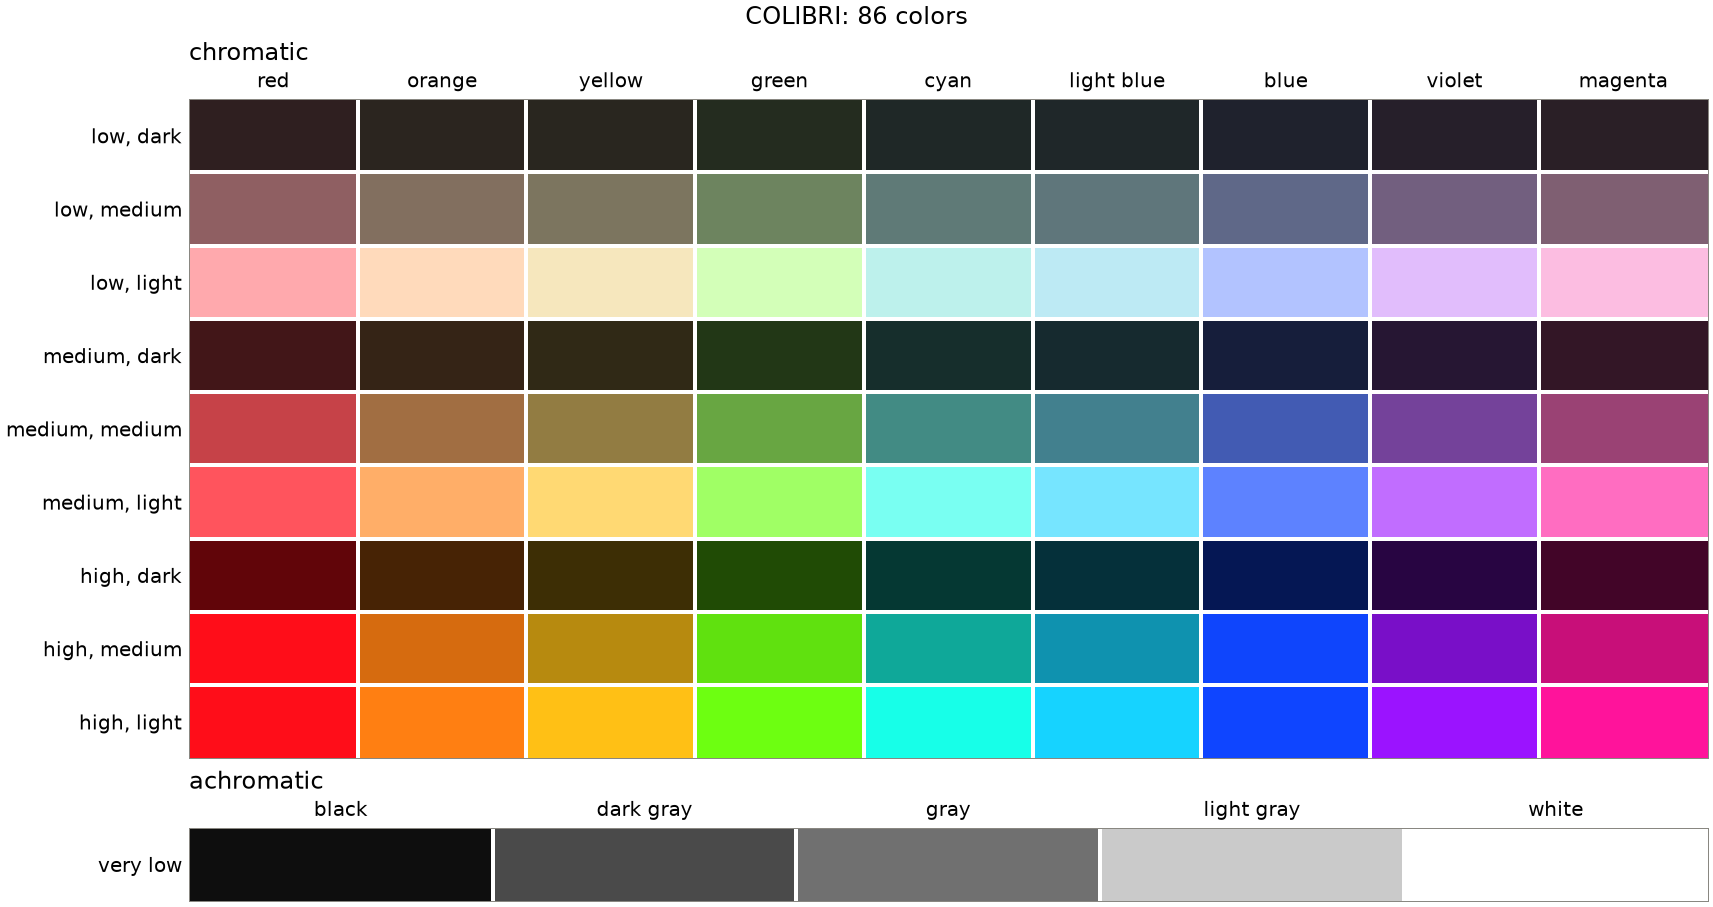 COLIBRI: 86 colors
chromatic
red orange yellow green cyan light blue blue violet magenta
low, dark
low, medium
low, light
medium, dark
medium, medium
medium, light
high, dark
high, medium
high, light
achromatic
black dark gray gray light gray white
very low